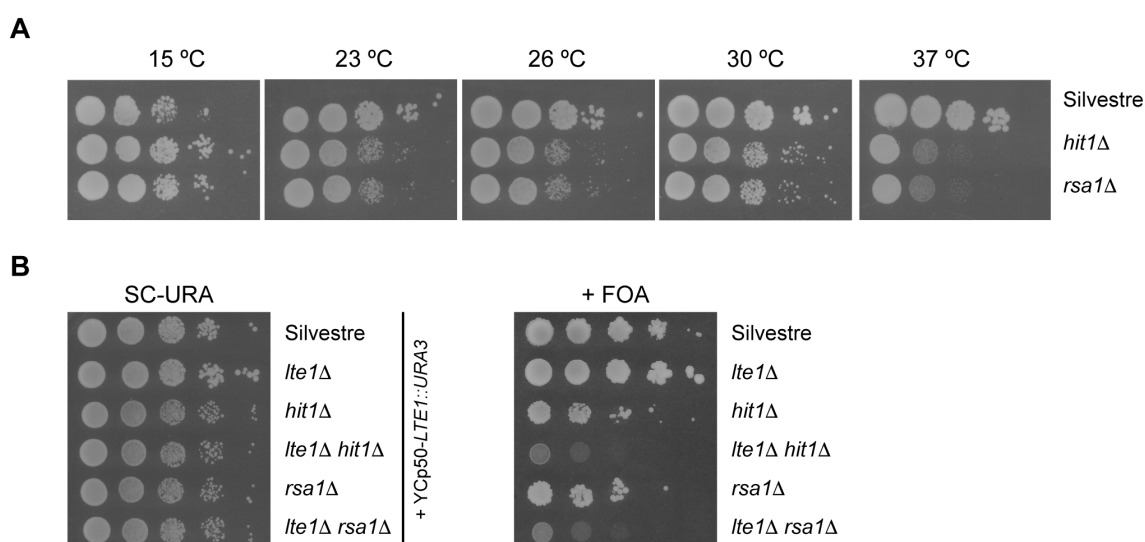 A
15 ºC 23 ºC 26 ºC 30 ºC 37 ºC
Silvestre
hit1Δ
rsa1Δ
B
SC-URA
Silvestre
lte1Δ
hit1Δ
lte1Δ hit1Δ
rsa1Δ
lte1Δ rsa1Δ
+ YCp50-LTE1::URA3
+ FOA
Silvestre
lte1Δ
hit1Δ
lte1Δ hit1Δ
rsa1Δ
lte1Δ rsa1Δ